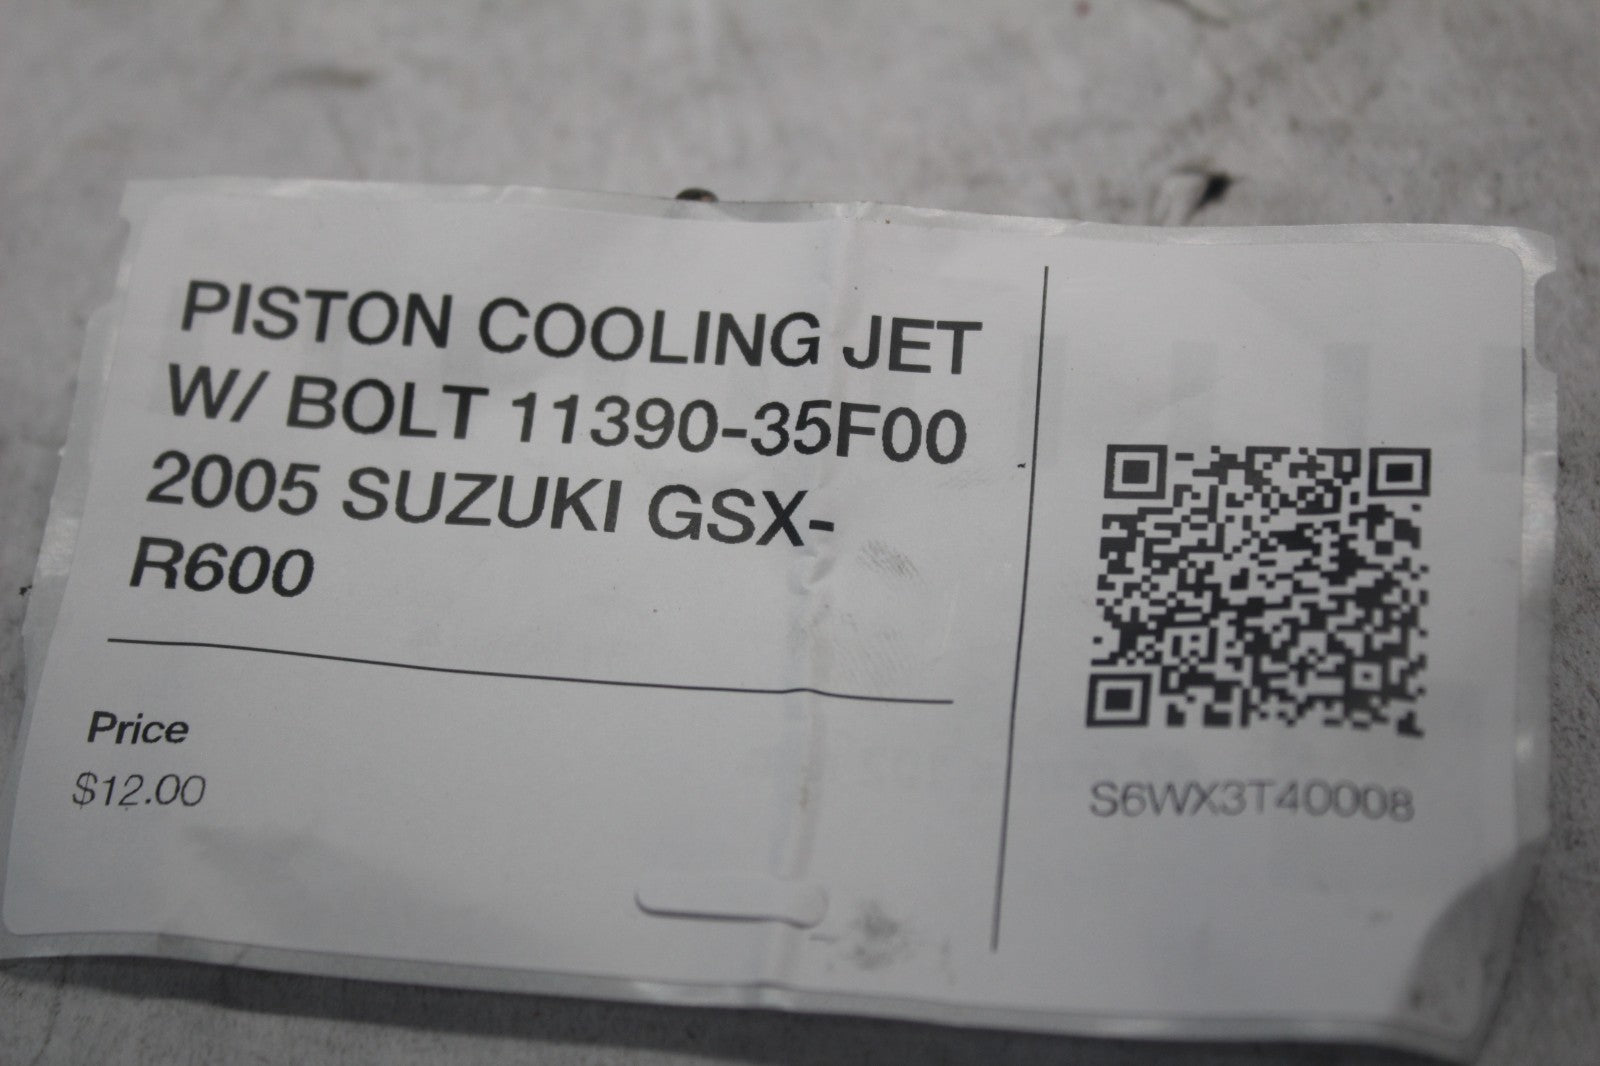 PISTON COOLING JET
W/ BOLT 11390-35F00
2005 SUZUKI GSX-
R600
Price
$12.00
S6WX3T40008